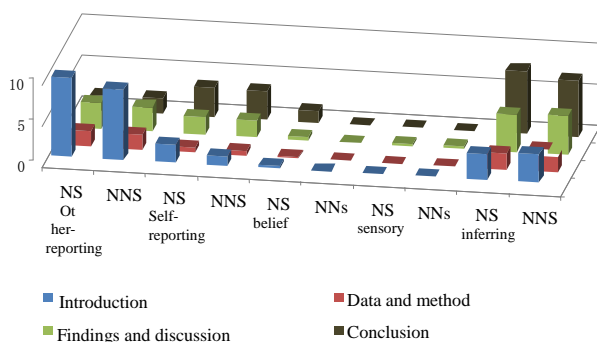 10
5
0
NS NNS NS NNS NS NNs NS NNs NS NNS
Ot
her-
reporting
Self-
reporting
belief
sensory
inferring
Introduction
Data and method
Findings and discussion
Conclusion